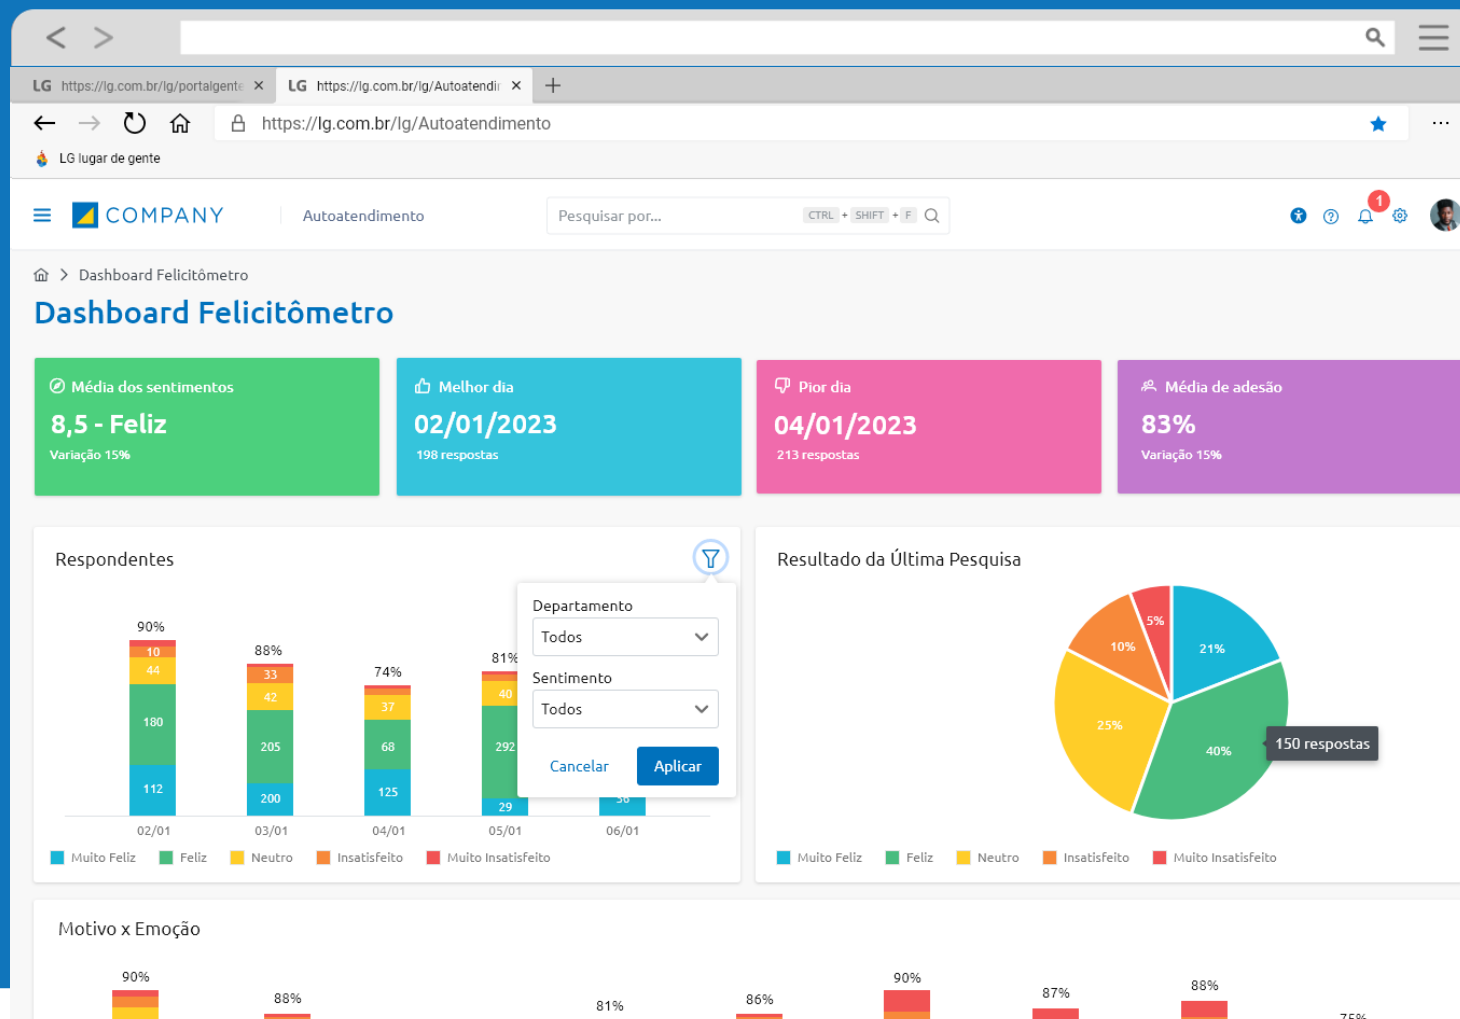 LG https://lg.com.br/lg/portalgente
LG https://lg.com.br/lg/Autoatendir
https://lg.com.br/lg/Autoatendimento
LG lugar de gente
COMPANY
Autoatendimento
Pesquisar por...
CTRL + SHIFT + F
1
Dashboard Felicitômetro
Dashboard Felicitômetro
Média dos sentimentos
8,5 - Feliz
Variação 15%
Melhor dia
02/01/2023
198 respostas
Pior dia
04/01/2023
213 respostas
Média de adesão
83%
Variação 15%
Respondentes
Departamento
Todos
Sentimento
Todos
Cancelar
Aplicar
90%
10
44
180
112
88%
33
42
205
200
74%
37
68
125
81%
40
292
29
36
02/01
03/01
04/01
05/01
06/01
Muito Feliz
Feliz
Neutro
Insatisfeito
Muito Insatisfeito
Resultado da Última Pesquisa
5%
10%
21%
25%
40%
150 respostas
Muito Feliz
Feliz
Neutro
Insatisfeito
Muito Insatisfeito
Motivo x Emoção
90%
88%
81%
86%
90%
87%
88%
75%